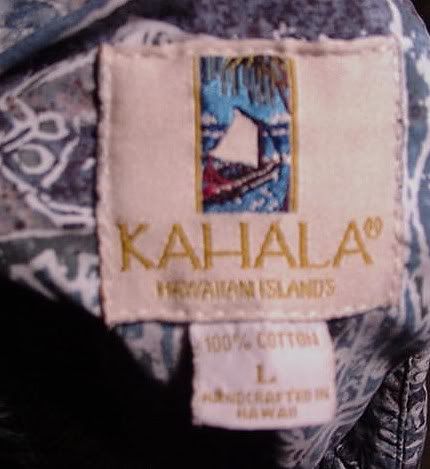 KAHALA®
HAWAIIAN ISLANDS
100% COTTON
L
HANDCRAFTED IN
HAWAII